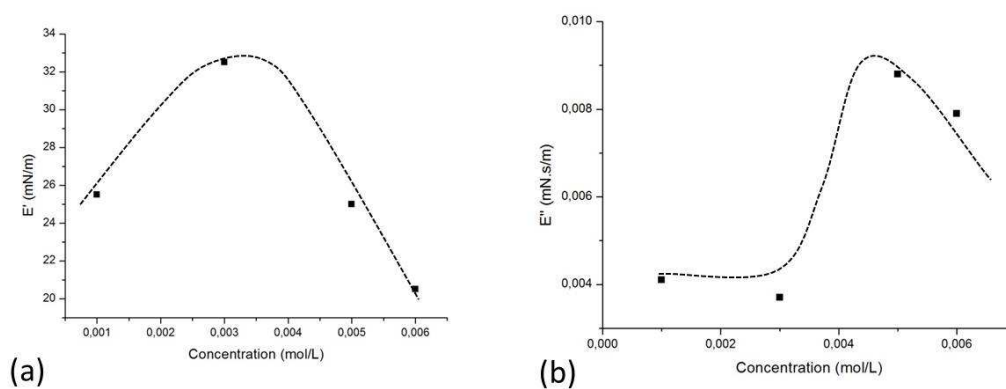 34
32
30
28
26
24
22
20
E' (mN/m)
0,001 0,002 0,003 0,004 0,005 0,006
Concentration (mol/L)
(a)
0,010
0,008
0,006
0,004
E'' (mN.s/m)
0,000 0,002 0,004 0,006
Concentration (mol/L)
(b)